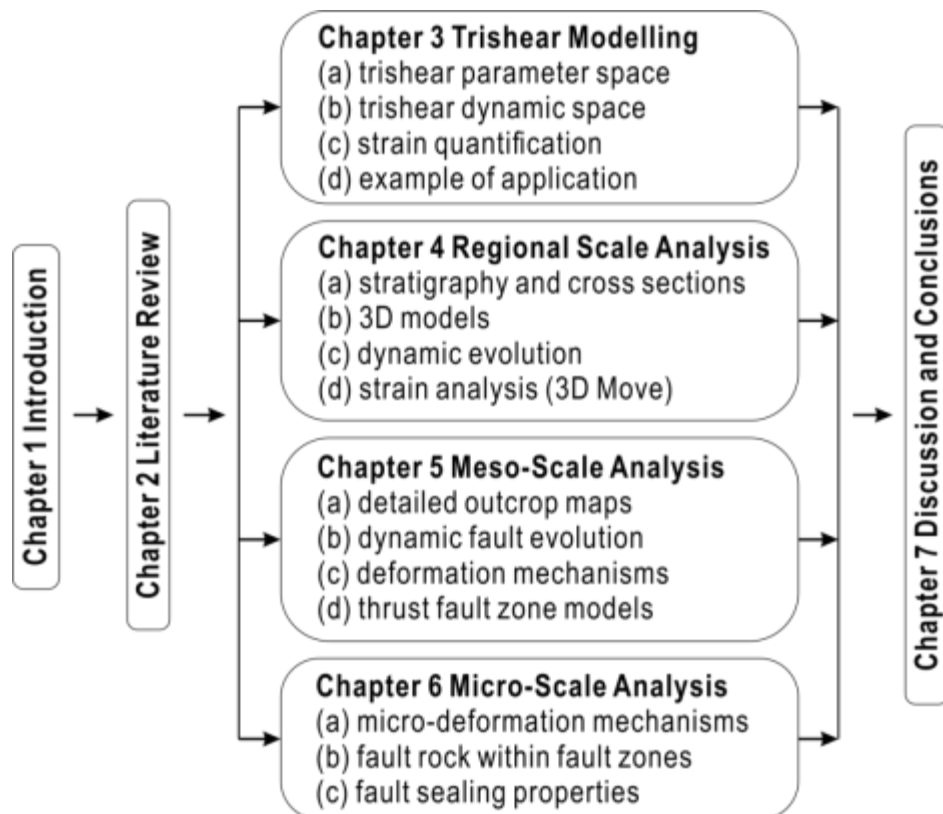 Chapter 1 Introduction
Chapter 2 Literature Review
Chapter 3 Trishear Modelling
(a) trishear parameter space
(b) trishear dynamic space
(c) strain quantification
(d) example of application
Chapter 4 Regional Scale Analysis
(a) stratigraphy and cross sections
(b) 3D models
(c) dynamic evolution
(d) strain analysis (3D Move)
Chapter 5 Meso-Scale Analysis
(a) detailed outcrop maps
(b) dynamic fault evolution
(c) deformation mechanisms
(d) thrust fault zone models
Chapter 6 Micro-Scale Analysis
(a) micro-deformation mechanisms
(b) fault rock within fault zones
(c) fault sealing properties
Chapter 7 Discussion and Conclusions